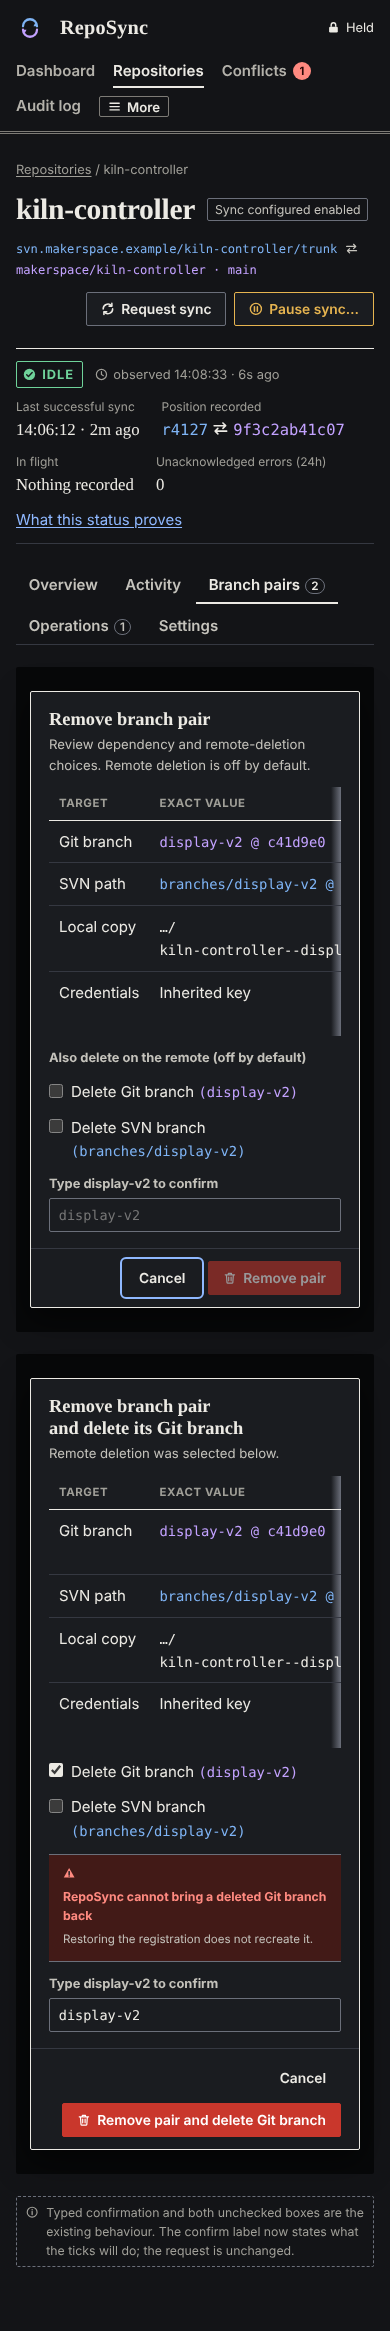 RepoSync
Held
Dashboard Repositories Conflicts 1
Audit log More
Repositories / kiln-controller
kiln-controller Sync configured enabled
svn.makerspace.example/kiln-controller/trunk ⇄
makerspace/kiln-controller · main
Request sync Pause sync…
IDLE observed 14:08:33 · 6s ago
Last successful sync Position recorded
14:06:12 · 2m ago r4127 ⇄ 9f3c2ab41c07
In flight Unacknowledged errors (24h)
Nothing recorded 0
What this status proves
Overview Activity Branch pairs 2
Operations 1 Settings
Remove branch pair
Review dependency and remote-deletion
choices. Remote deletion is off by default.
TARGET EXACT VALUE
Git branch display-v2 @ c41d9e0
SVN path branches/display-v2 @
Local copy …/
kiln-controller--displ
Credentials Inherited key
Also delete on the remote (off by default)
Delete Git branch (display-v2)
Delete SVN branch
(branches/display-v2)
Type display-v2 to confirm
display-v2
Cancel Remove pair
Remove branch pair
and delete its Git branch
Remote deletion was selected below.
TARGET EXACT VALUE
Git branch display-v2 @ c41d9e0
SVN path branches/display-v2 @
Local copy …/
kiln-controller--displ
Credentials Inherited key
Delete Git branch (display-v2)
Delete SVN branch
(branches/display-v2)
RepoSync cannot bring a deleted Git branch
back
Restoring the registration does not recreate it.
Type display-v2 to confirm
display-v2
Cancel
Remove pair and delete Git branch
Typed confirmation and both unchecked boxes are the
existing behaviour. The confirm label now states what
the ticks will do; the request is unchanged.